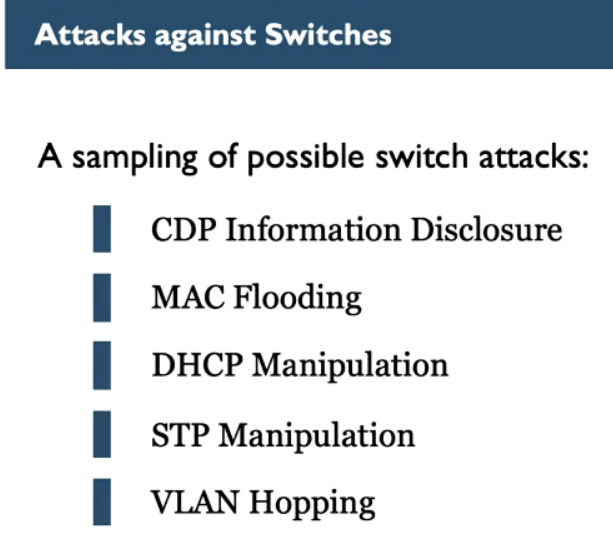 Attacks against Switches
A sampling of possible switch attacks:
CDP Information Disclosure
MAC Flooding
DHCP Manipulation
STP Manipulation
VLAN Hopping